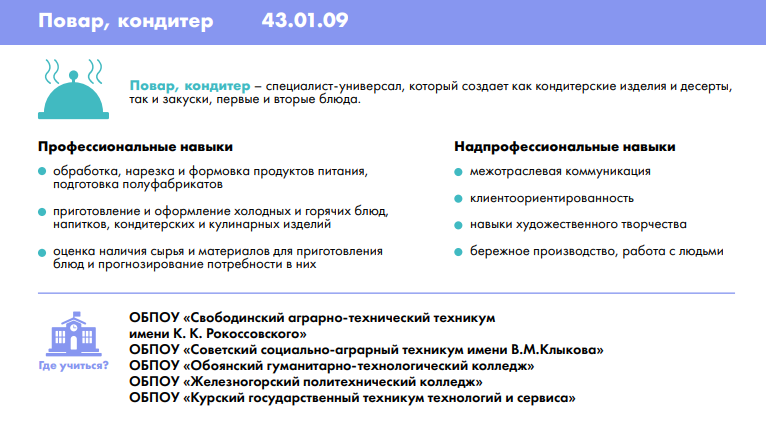 Повар, кондитер 43.01.09
Повар, кондитер – специалист-универсал, который создает как кондитерские изделия и десерты,
так и закуски, первые и вторые блюда.
Профессиональные навыки
обработка, нарезка и формовка продуктов питания,
подготовка полуфабрикатов
приготовление и оформление холодных и горячих блюд,
напитков, кондитерских и кулинарных изделий
оценка наличия сырья и материалов для приготовления
блюд и прогнозирование потребности в них
Надпрофессиональные навыки
межотраслевая коммуникация
клиентоориентированность
навыки художественного творчества
бережное производство, работа с людьми
Где учиться?
ОБПОУ «Свободинский аграрно-технический техникум
имени К. К. Рокоссовского»
ОБПОУ «Советский социально-аграрный техникум имени В.М.Клыкова»
ОБПОУ «Обоянский гуманитарно-технологический колледж»
ОБПОУ «Железногорский политехнический колледж»
ОБПОУ «Курский государственный техникум технологий и сервиса»